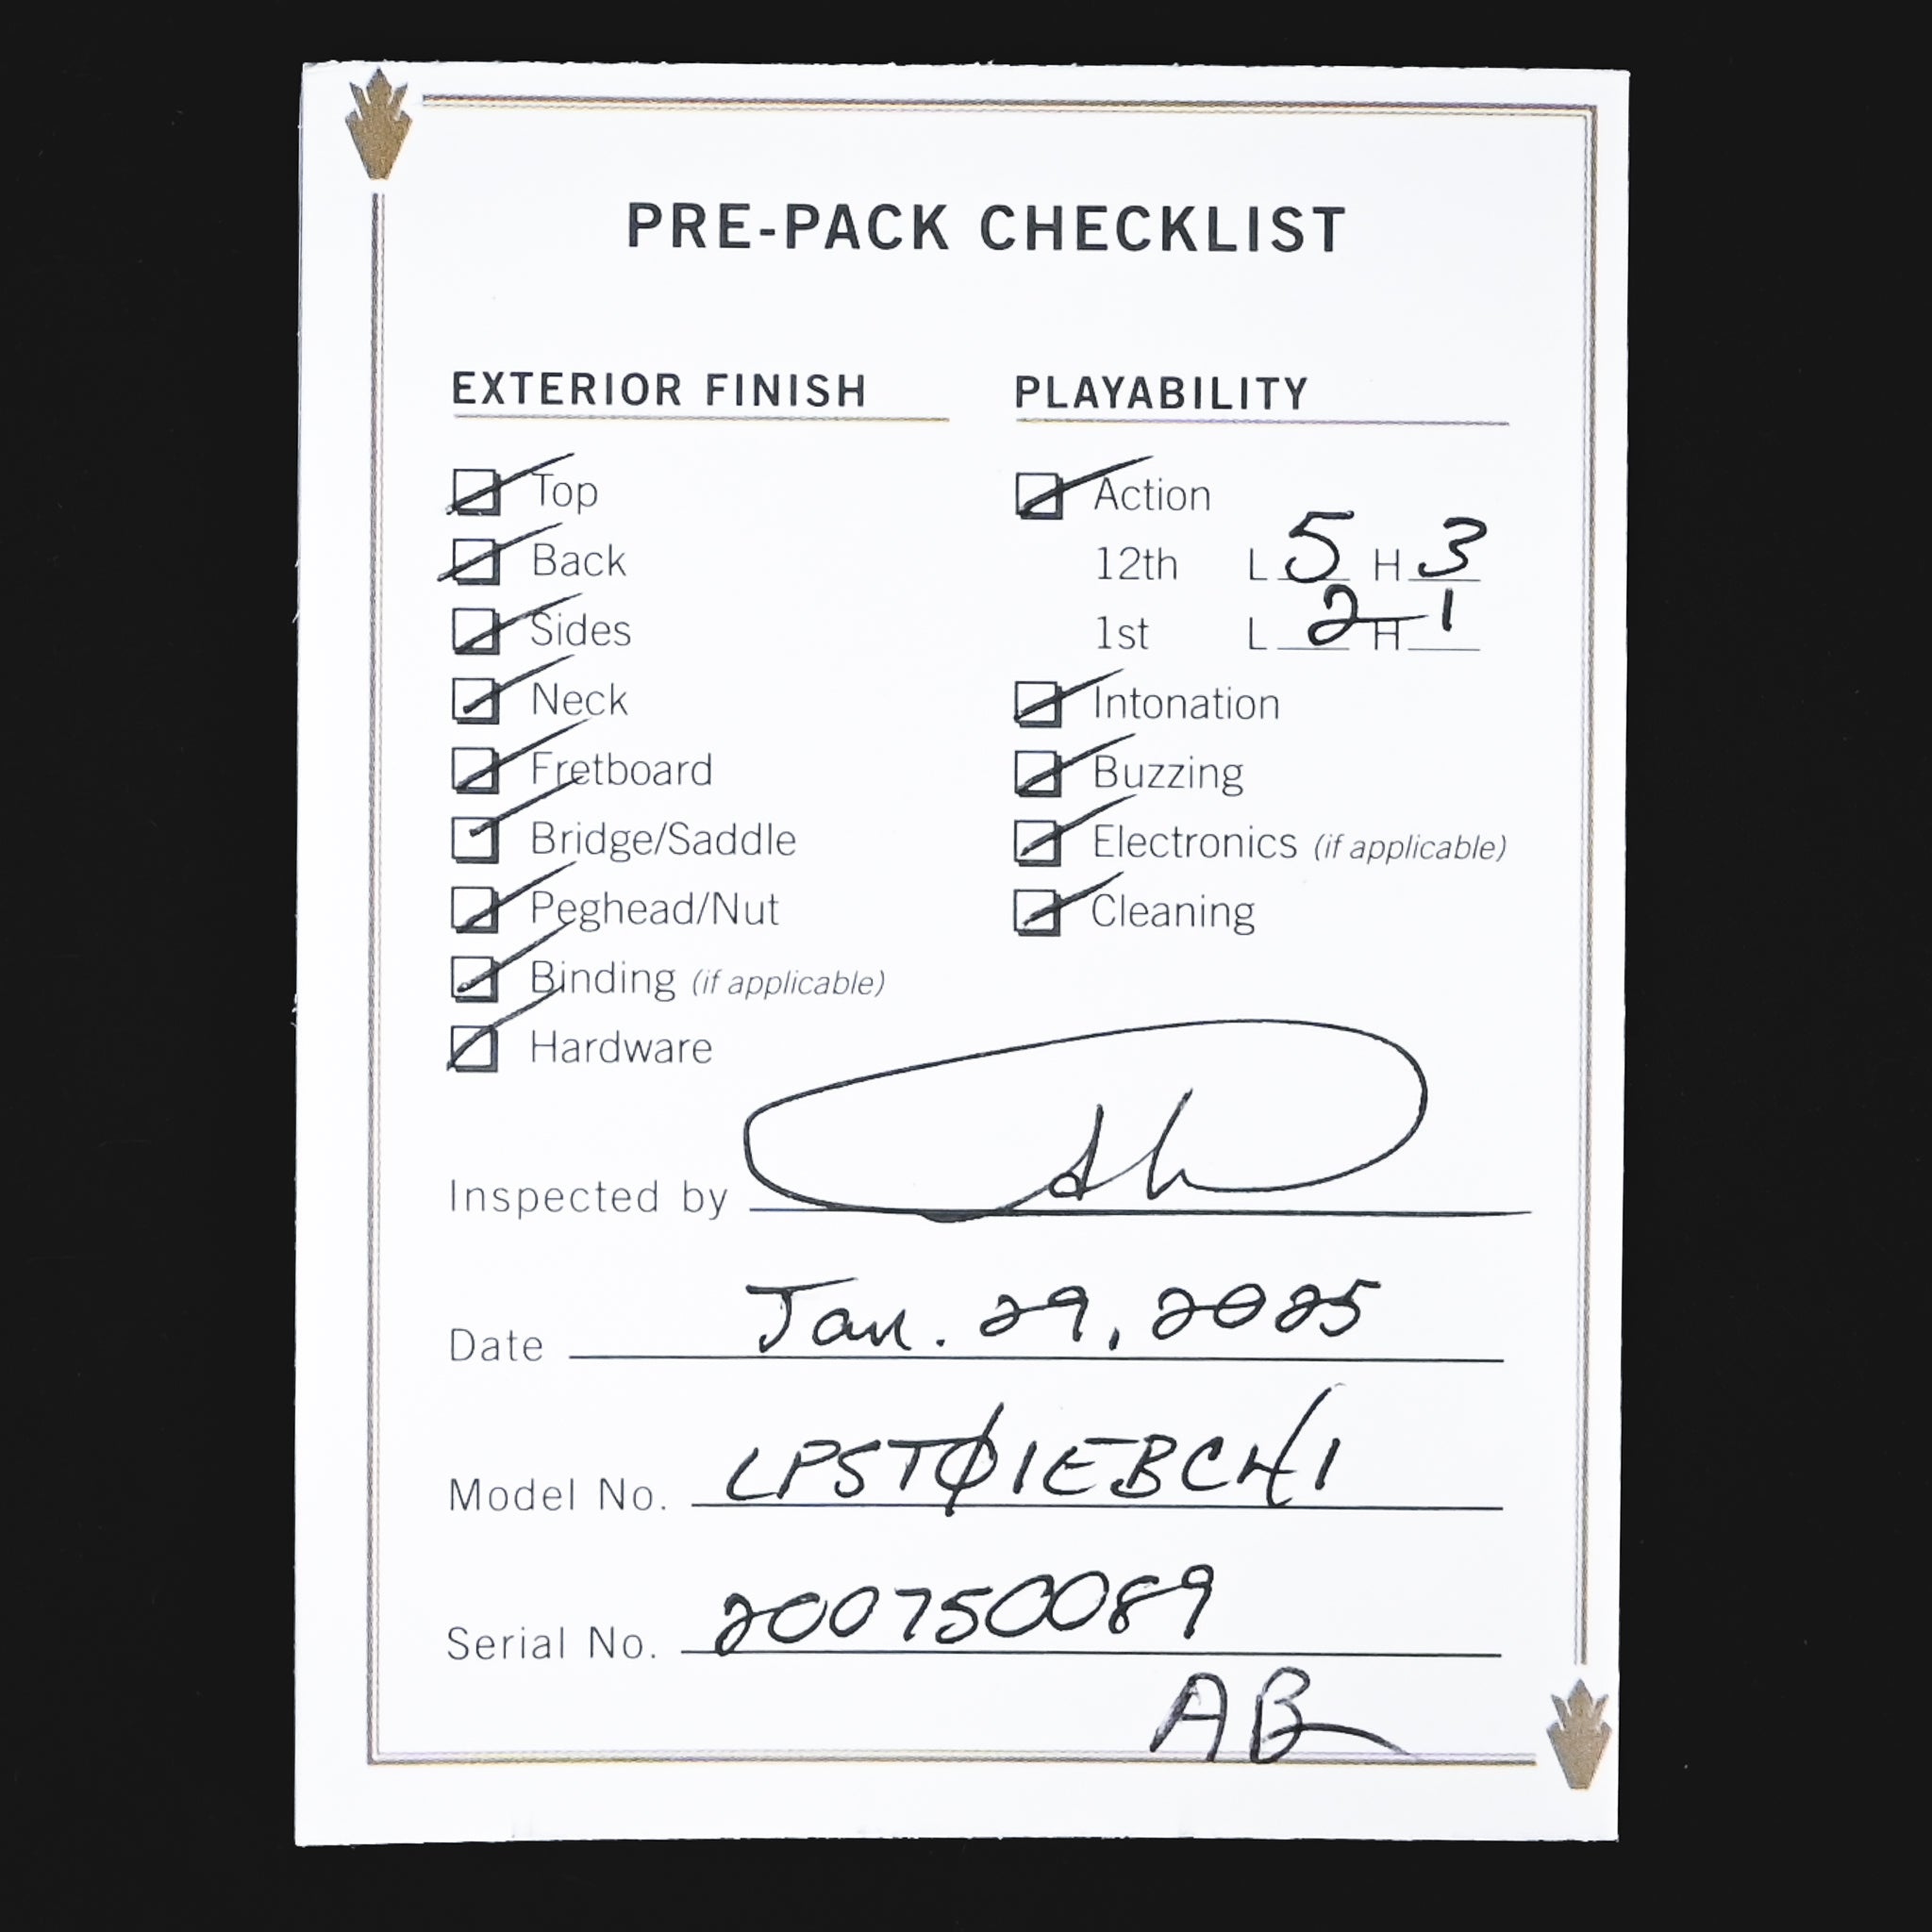 PRE-PACK CHECKLIST
EXTERIOR FINISH
Top
Back
Sides
Neck
Fretboard
Bridge/Saddle
Peghead/Nut
Binding (if applicable)
Hardware
PLAYABILITY
Action
12th L 5 H 3
1st L 2 H 1
Intonation
Buzzing
Electronics (if applicable)
Cleaning
Inspected by
Date Jan. 29, 2025
Model No. LPSTØ1EBCH1
Serial No. 200750089
AB